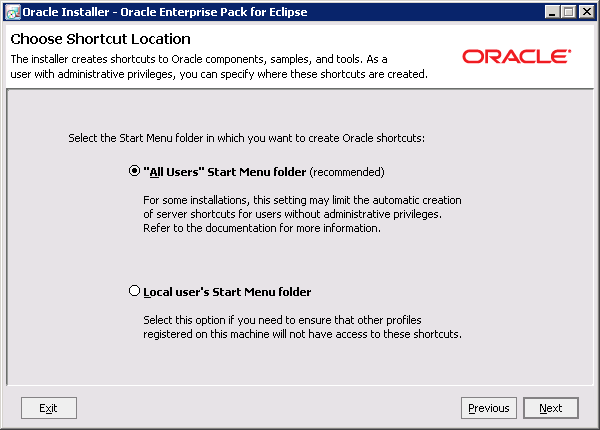 Oracle Installer - Oracle Enterprise Pack for Eclipse
Choose Shortcut Location
The installer creates shortcuts to Oracle components, samples, and tools. As a
user with administrative privileges, you can specify where these shortcuts are created.
ORACLE
Select the Start Menu folder in which you want to create Oracle shortcuts:
"All Users" Start Menu folder (recommended)
For some installations, this setting may limit the automatic creation
of server shortcuts for users without administrative privileges.
Refer to the documentation for more information.
Local user's Start Menu folder
Select this option if you need to ensure that other profiles
registered on this machine will not have access to these shortcuts.
Exit
Previous
Next